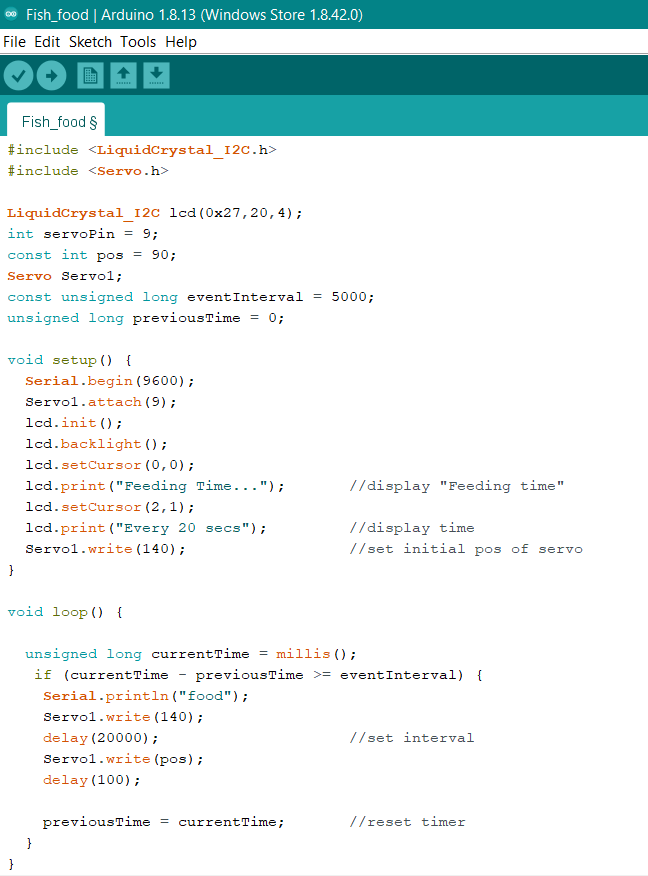 Fish_food | Arduino 1.8.13 (Windows Store 1.8.42.0)
File Edit Sketch Tools Help
Fish_food §
#include <LiquidCrystal_I2C.h>
#include <Servo.h>

LiquidCrystal_I2C lcd(0x27,20,4);
int servoPin = 9;
const int pos = 90;
Servo Servo1;
const unsigned long eventInterval = 5000;
unsigned long previousTime = 0;

void setup() {
  Serial.begin(9600);
  Servo1.attach(9);
  lcd.init();
  lcd.backlight();
  lcd.setCursor(0,0);
  lcd.print("Feeding Time...");       //display "Feeding time"
  lcd.setCursor(2,1);
  lcd.print("Every 20 secs");         //display time
  Servo1.write(140);                  //set initial pos of servo
}

void loop() {

  unsigned long currentTime = millis();
   if (currentTime - previousTime >= eventInterval) {
    Serial.println("food");
    Servo1.write(140);
    delay(20000);                     //set interval
    Servo1.write(pos);
    delay(100);

    previousTime = currentTime;       //reset timer
  }
}